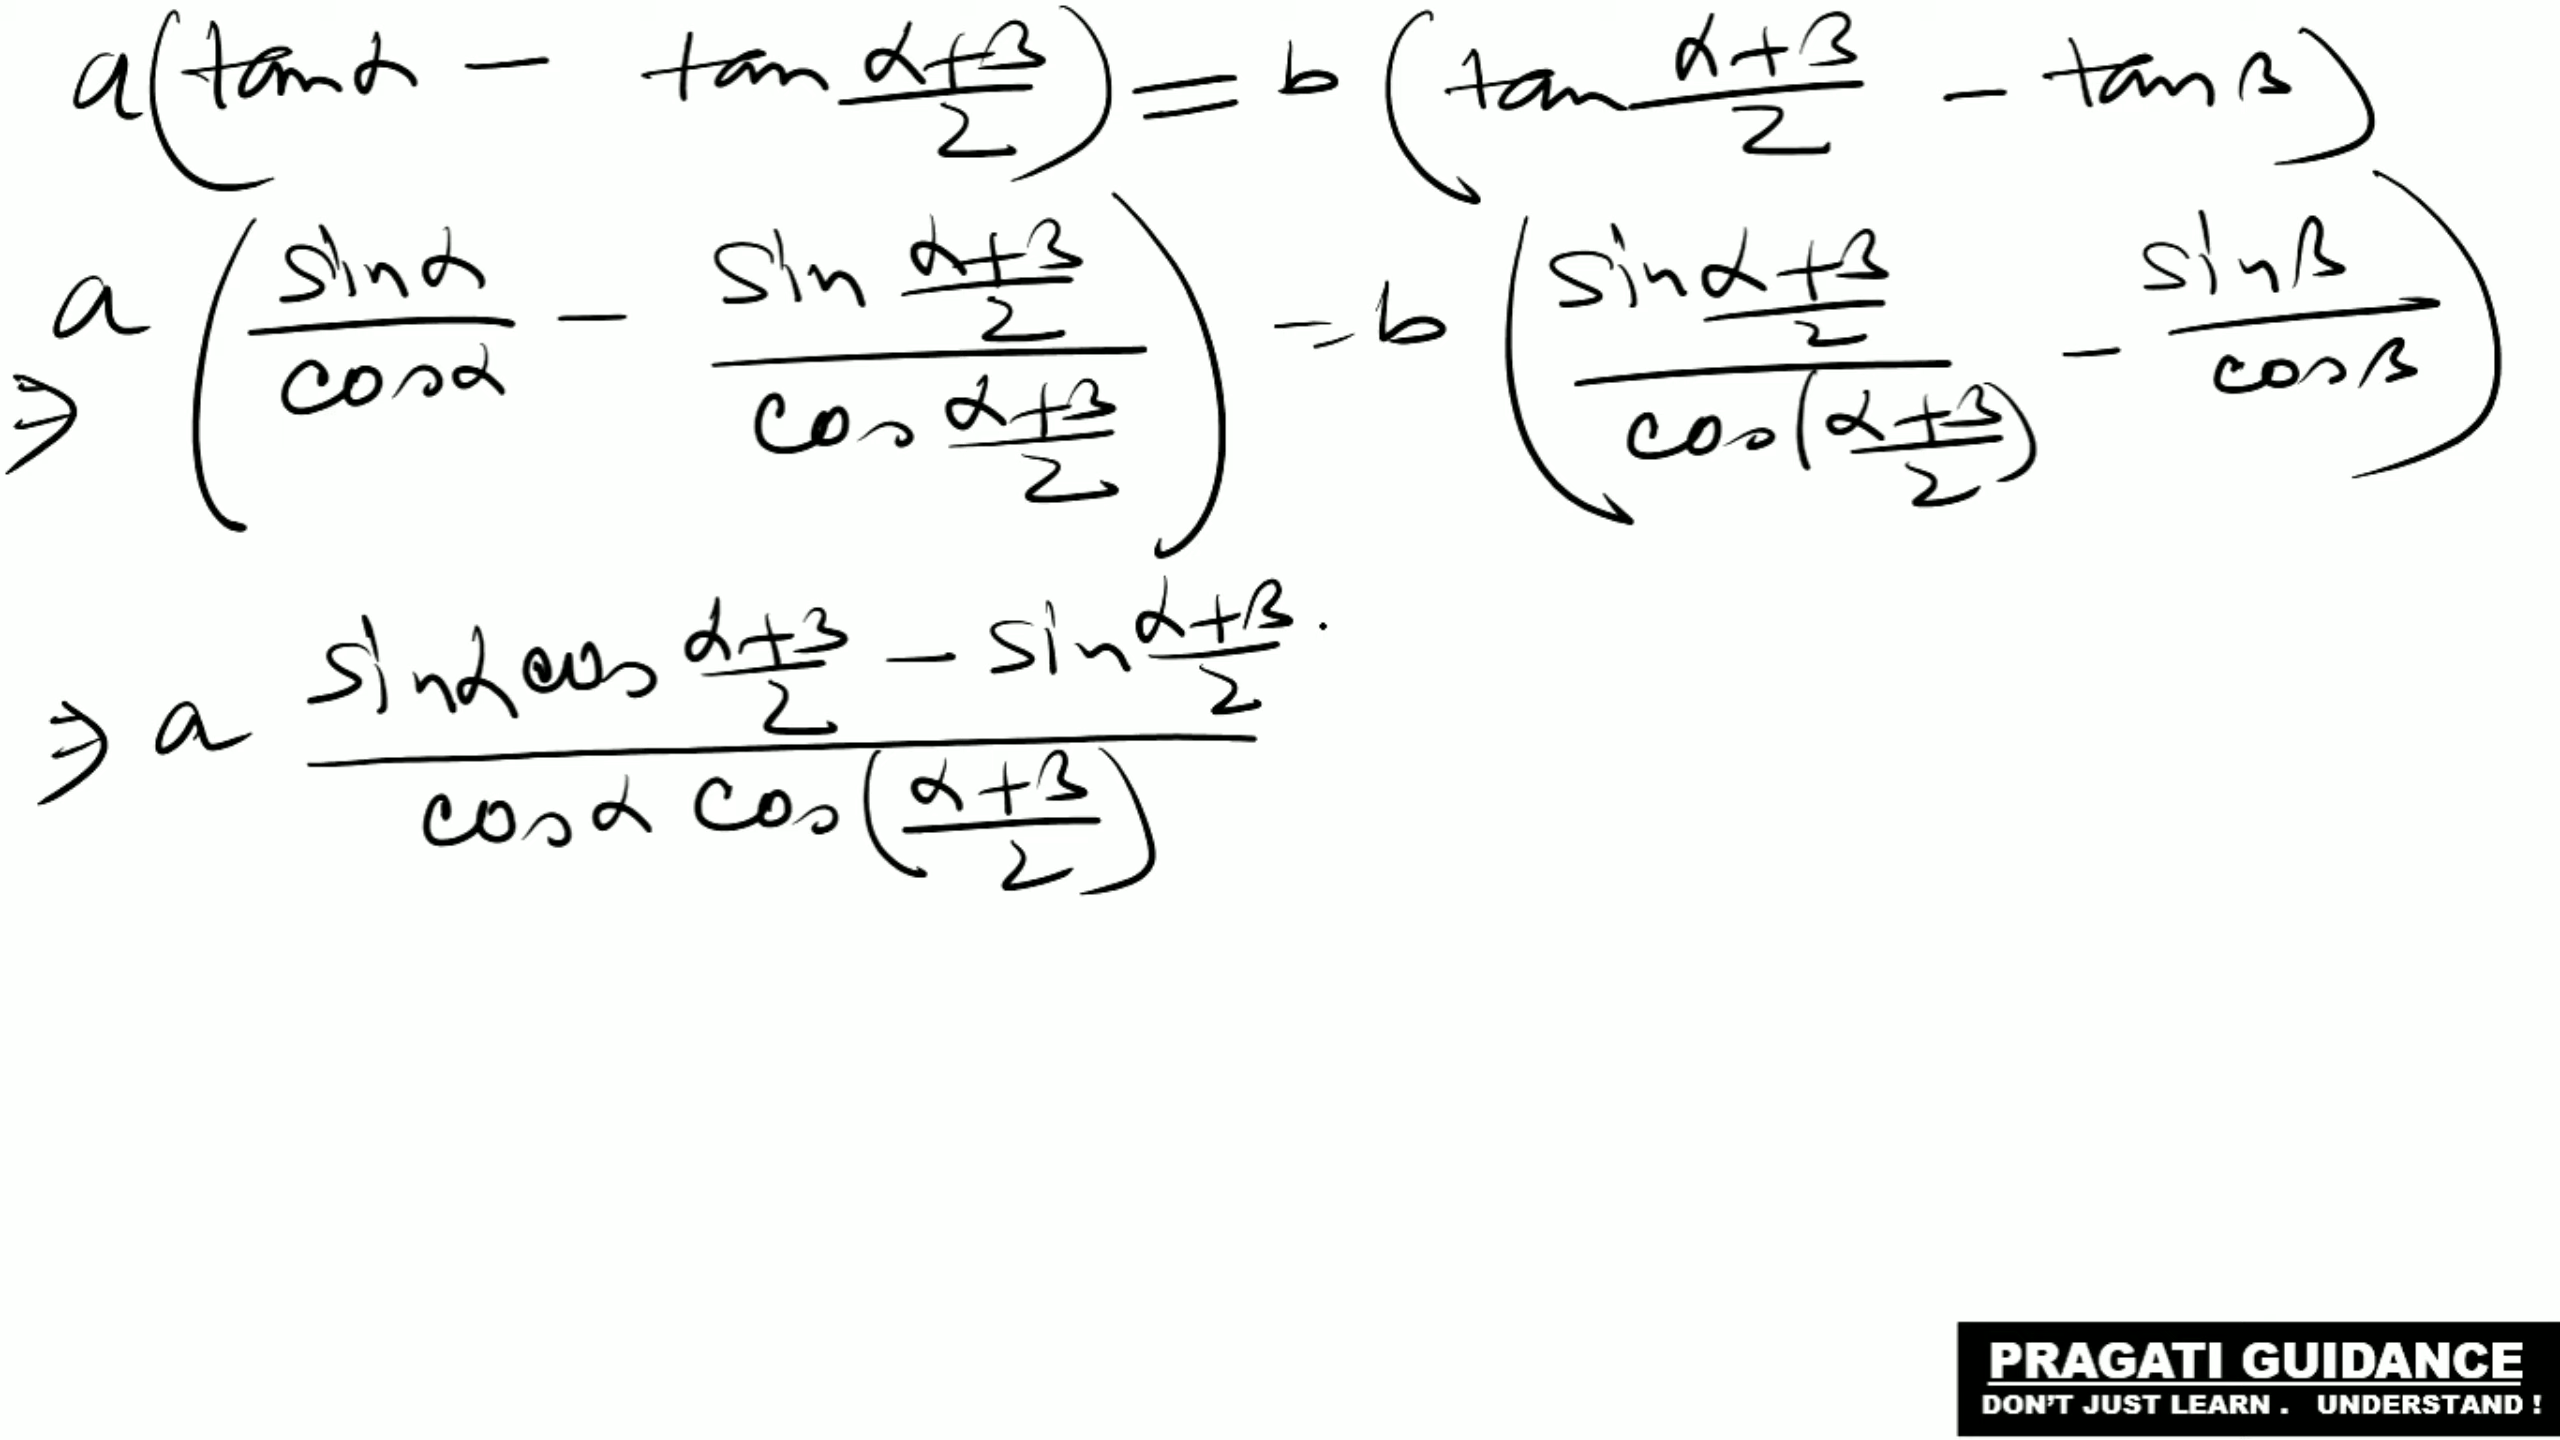 a(tanα − tan (α+β)/2) = b(tan (α+β)/2 − tanβ)
⇒ a(sinα/cosα − sin (α+β)/2 / cos (α+β)/2) = b(sin (α+β)/2 / cos((α+β)/2) − sinβ/cosβ)
⇒ a (sinα cos (α+β)/2 − sin (α+β)/2 .) / (cosα cos((α+β)/2))
PRAGATI GUIDANCE
DON'T JUST LEARN . UNDERSTAND !